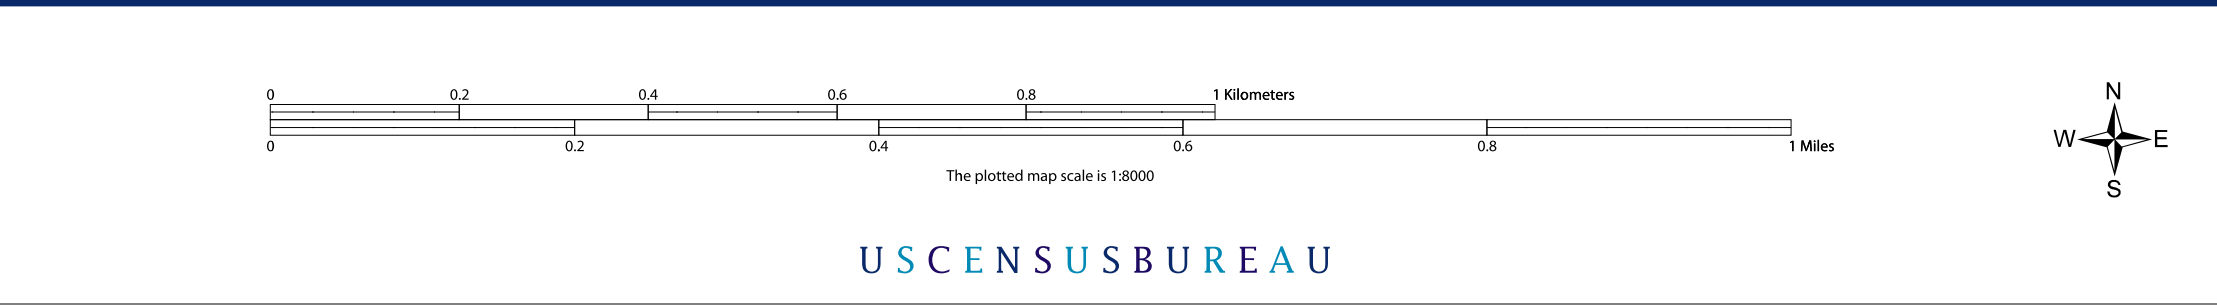 0 0.2 0.4 0.6 0.8 1 Kilometers
0 0.2 0.4 0.6 0.8 1 Miles
The plotted map scale is 1:8000
N
W E
S
USCENSUSBUREAU